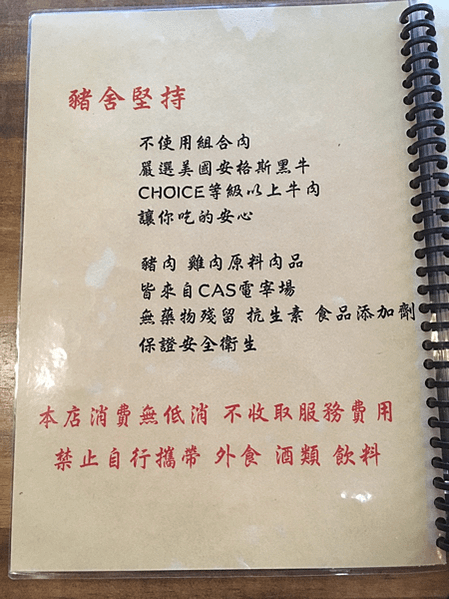 豬舍堅持
不使用組合肉
嚴選美國安格斯黑牛
CHOICE等級以上牛肉
讓你吃的安心
豬肉 雞肉原料肉品
皆來自CAS電宰場
無藥物殘留 抗生素 食品添加劑
保證安全衛生
本店消費無低消 不收取服務費用
禁止自行攜帶 外食 酒類 飲料